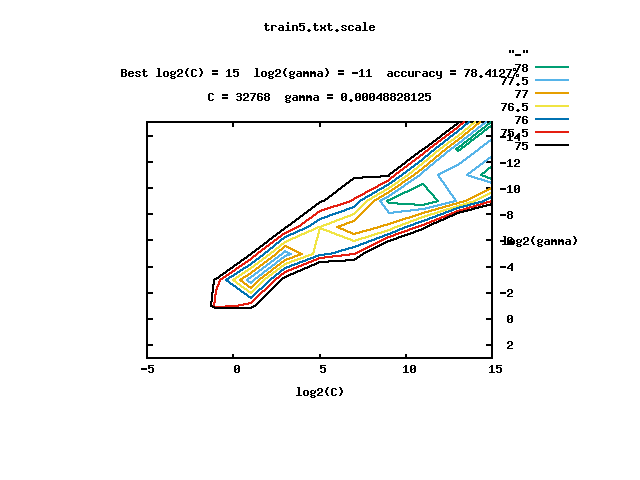 train5.txt.scale
"-"
Best log2(C) = 15 log2(gamma) = -11 accuracy = 78.4127%
C = 32768 gamma = 0.00048828125
78
77.5
77
76.5
76
75.5
75
-14
-12
-10
-8
-6
log2(gamma)
-4
-2
0
2
-5 0 5 10 15
log2(C)